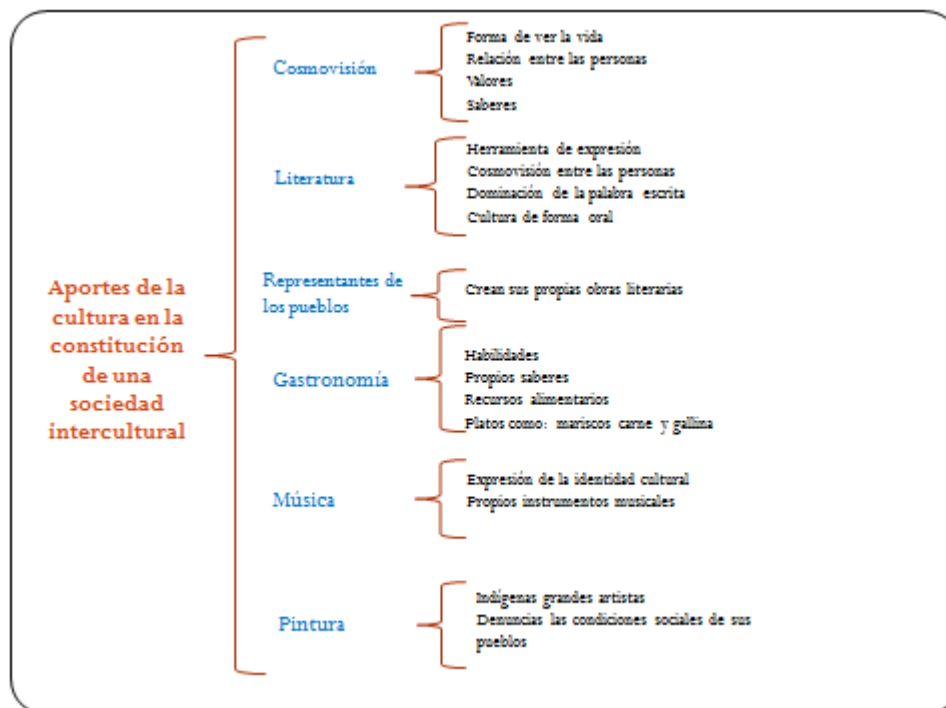 Aportes de la
cultura en la
constitución
de una
sociedad
intercultural
Cosmovisión
Forma de ver la vida
Relación entre las personas
Valores
Saberes
Literatura
Herramienta de expresión
Cosmovisión entre las personas
Dominación de la palabra escrita
Cultura de forma oral
Representantes de
los pueblos
Crean sus propias obras literarias
Gastronomía
Habilidades
Propios saberes
Recursos alimentarios
Platos como: mariscos carne y gallina
Música
Expresión de la identidad cultural
Propios instrumentos musicales
Pintura
Indígenas grandes artistas
Denuncias las condiciones sociales de sus
pueblos